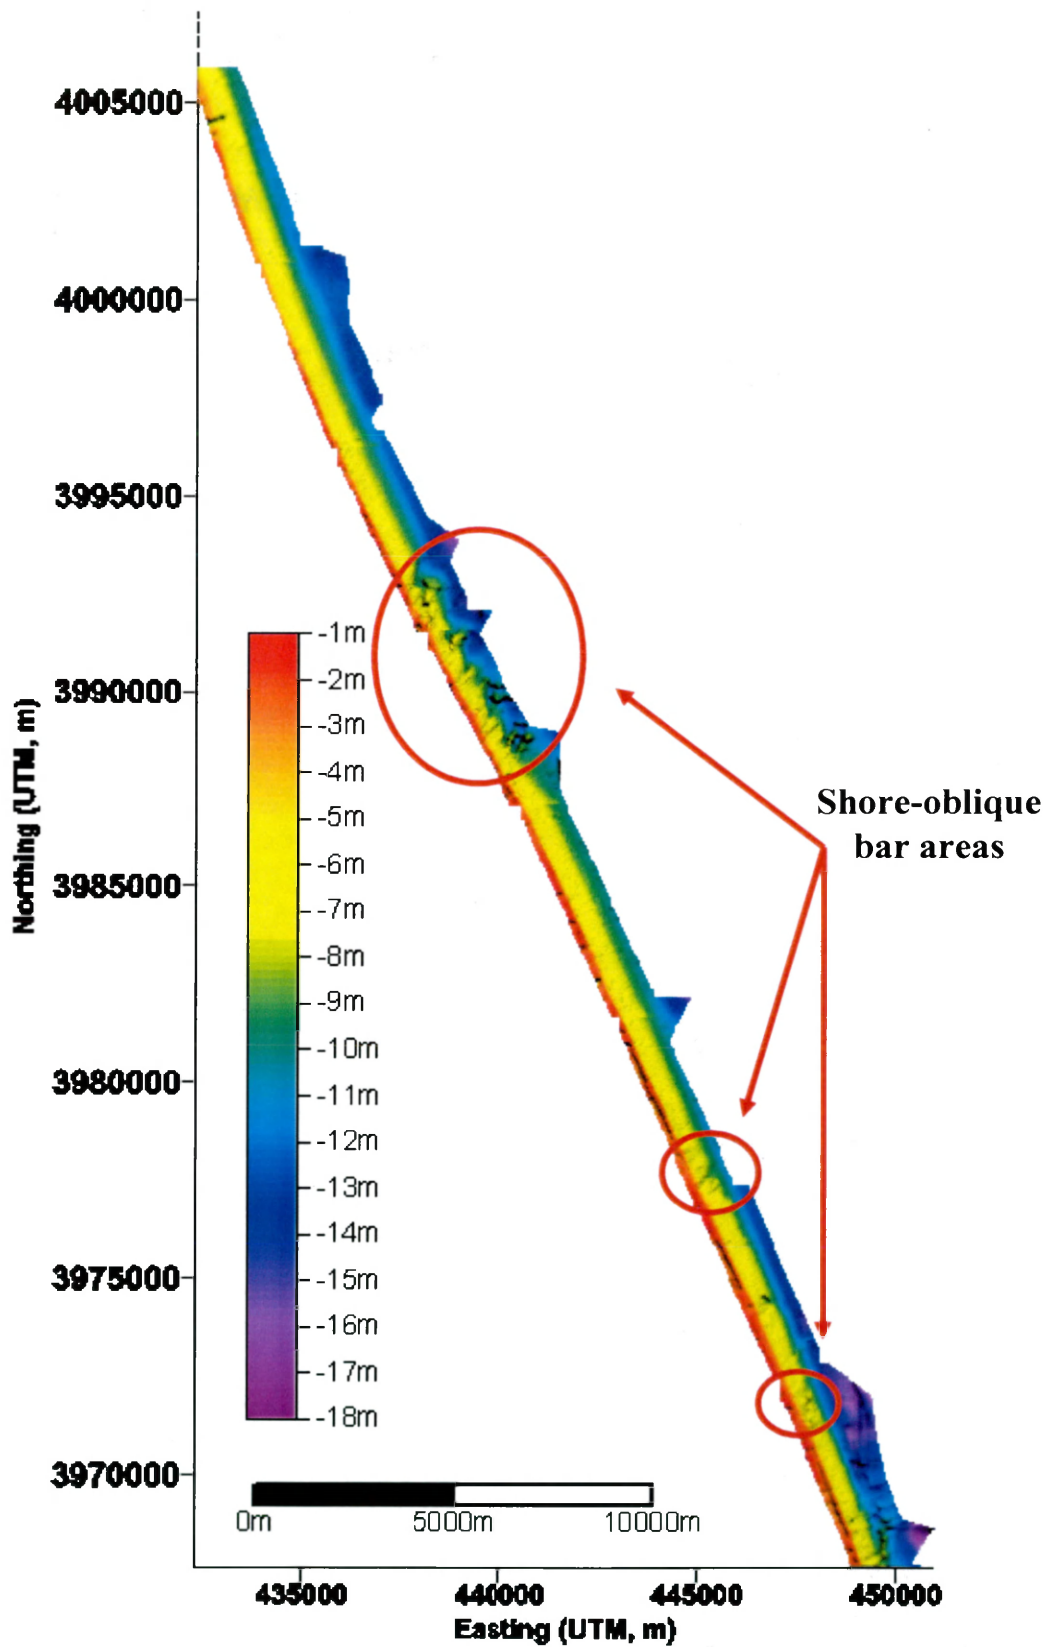 4005000
4000000
3995000
3990000
3985000
3980000
3975000
3970000
Northing (UTM, m)
-1m
-2m
-3m
-4m
-5m
-6m
-7m
-8m
-9m
-10m
-11m
-12m
-13m
-14m
-15m
-16m
-17m
-18m
Shore-oblique
bar areas
0m 5000m 10000m
435000 440000 445000 450000
Easting (UTM, m)